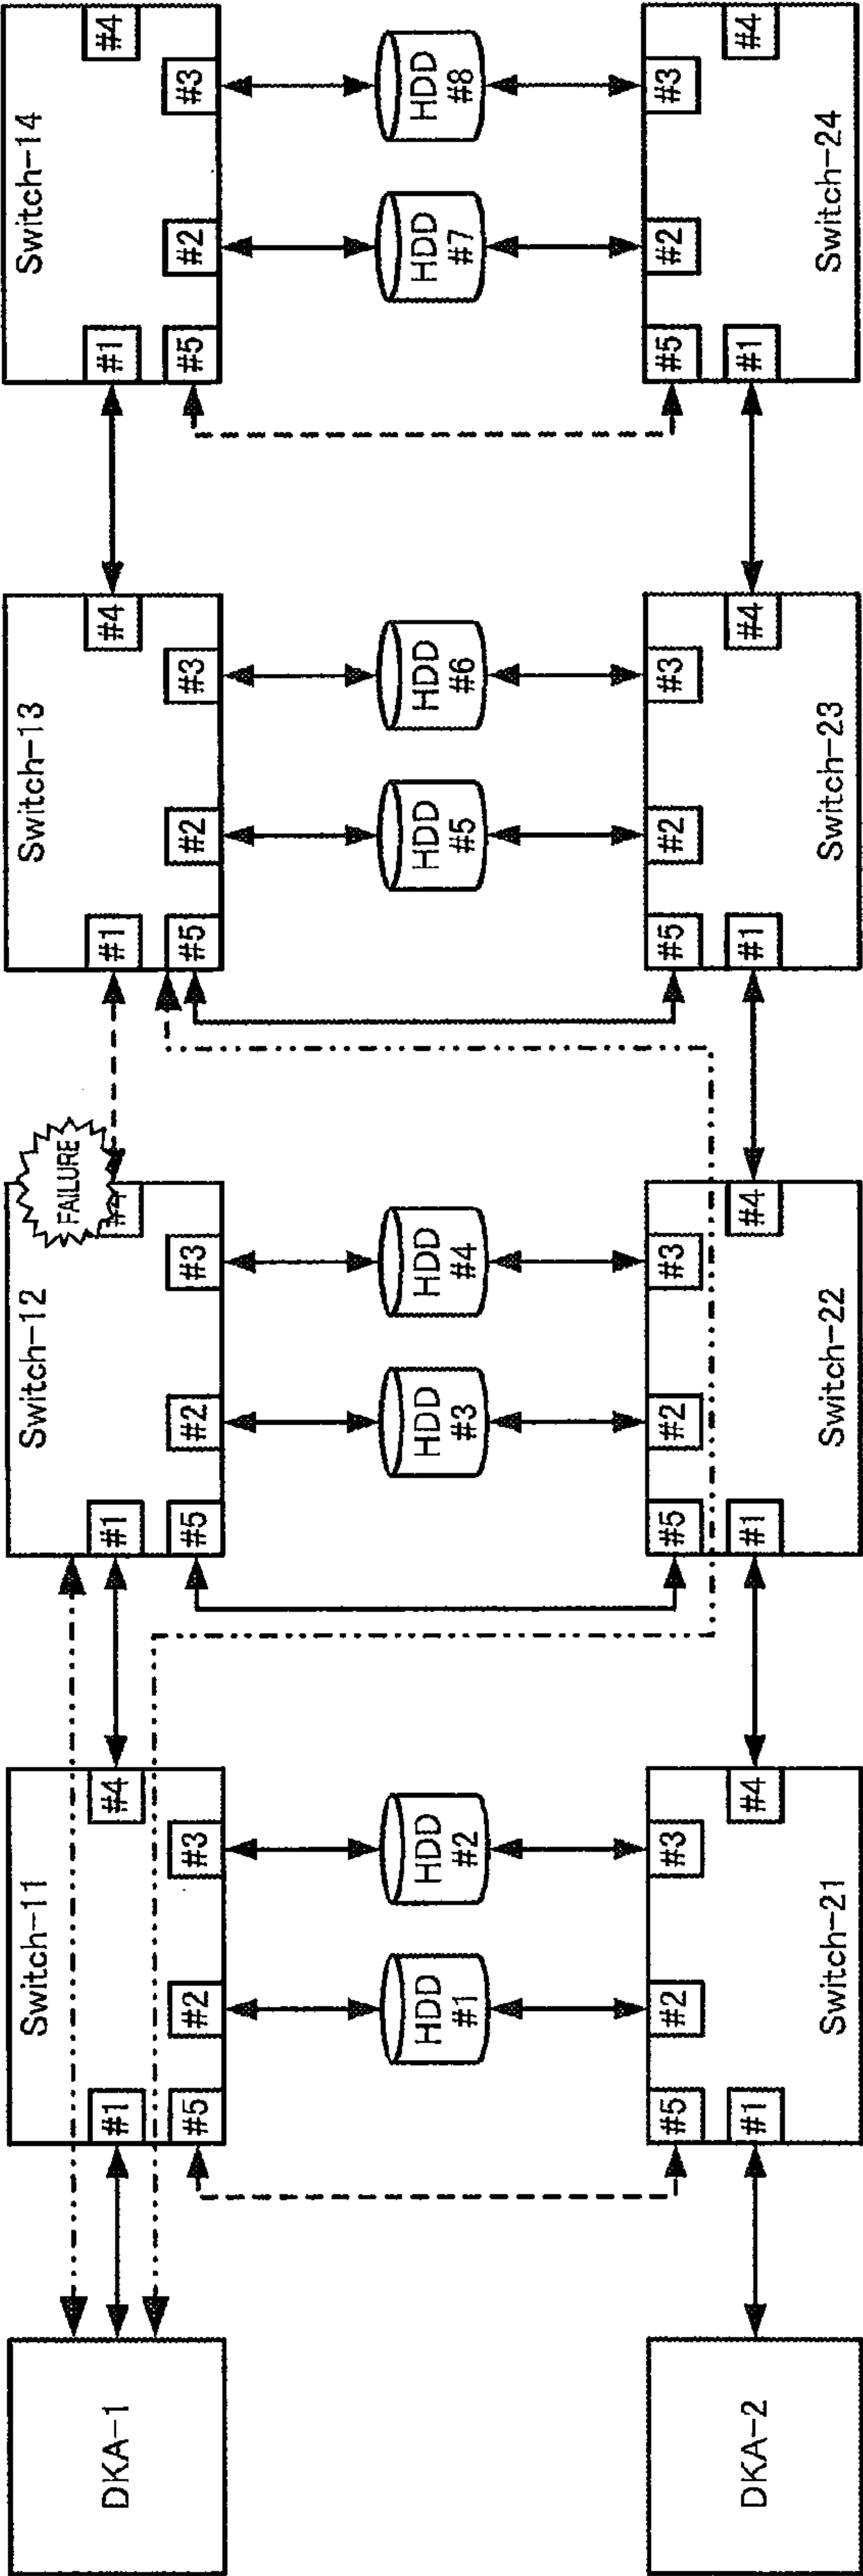 DKA-1
Switch-11
#1
#4
#5
#2
#3
Switch-12
FAILURE
#1
#5
#2
#3
Switch-13
#1
#4
#5
#2
#3
Switch-14
#1
#4
#5
#2
#3
HDD
#1
HDD
#2
HDD
#3
HDD
#4
HDD
#5
HDD
#6
HDD
#7
HDD
#8
DKA-2
#5
#2
#3
#1
#4
Switch-21
#5
#2
#3
#1
#4
Switch-22
#5
#2
#3
#1
#4
Switch-23
#5
#2
#3
#1
#4
Switch-24